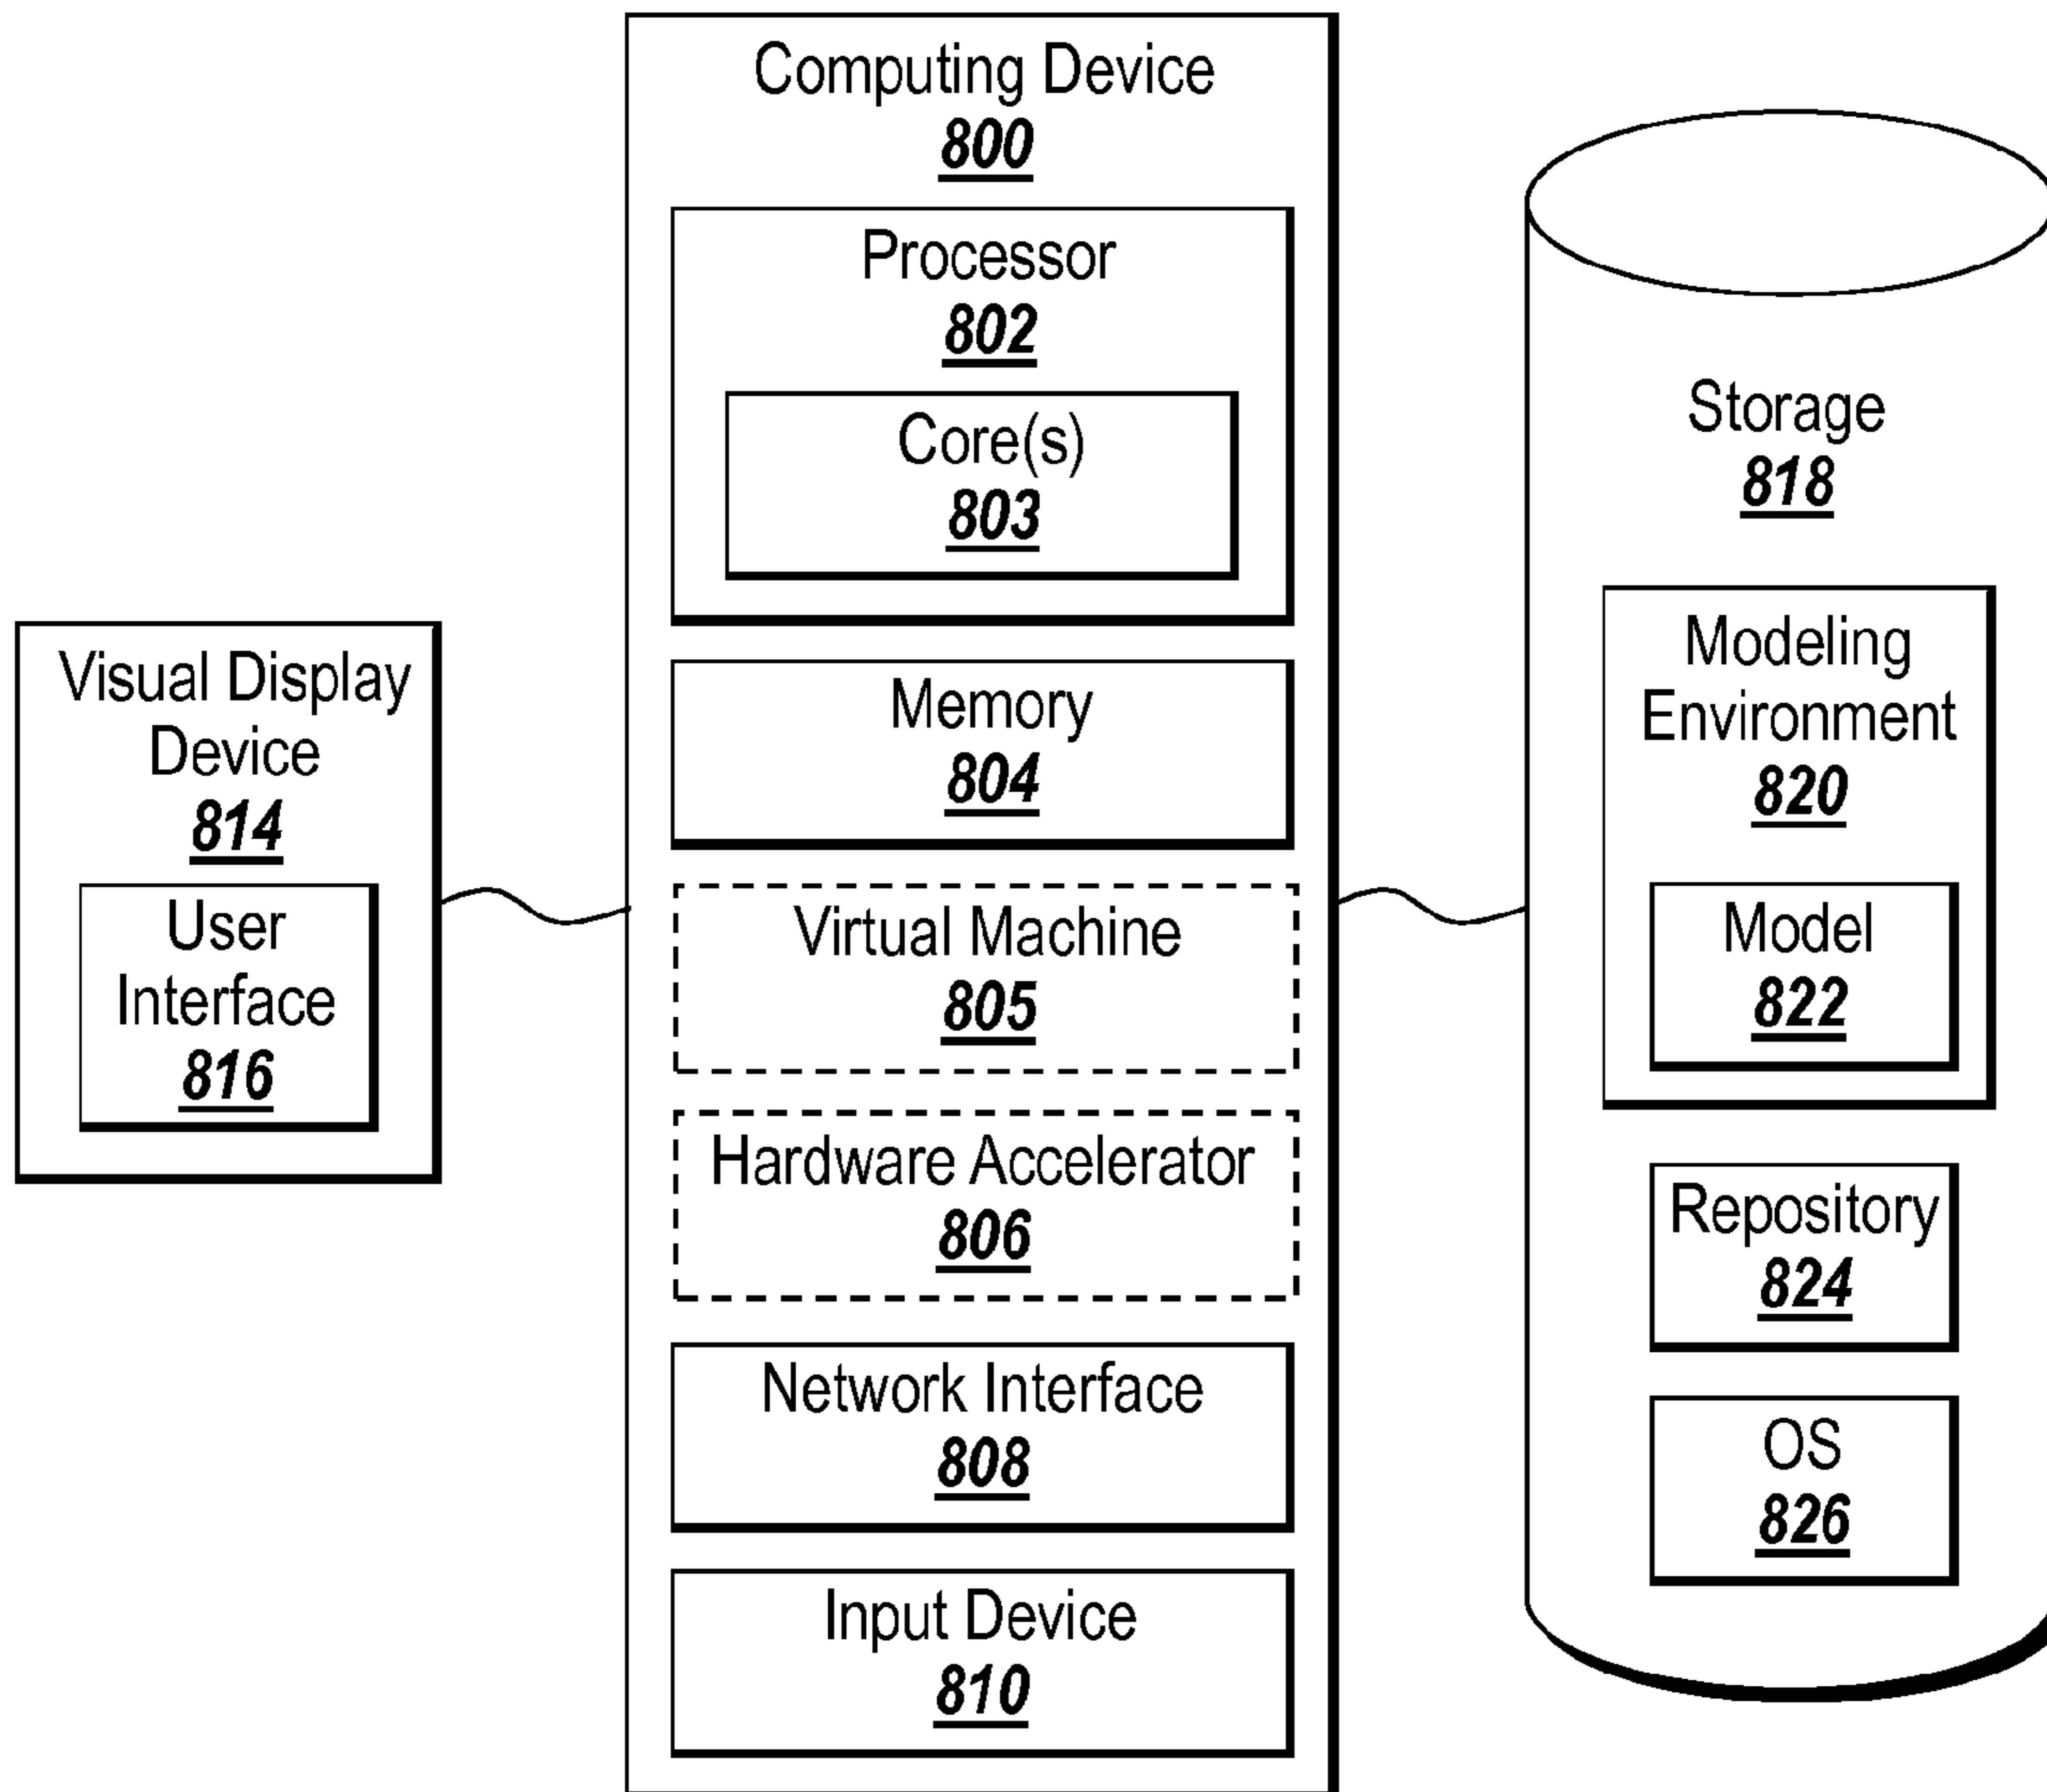 Computing Device
800
Processor
802
Core(s)
803
Memory
804
Virtual Machine
805
Hardware Accelerator
806
Network Interface
808
Input Device
810
Visual Display
Device
814
User
Interface
816
Storage
818
Modeling
Environment
820
Model
822
Repository
824
OS
826